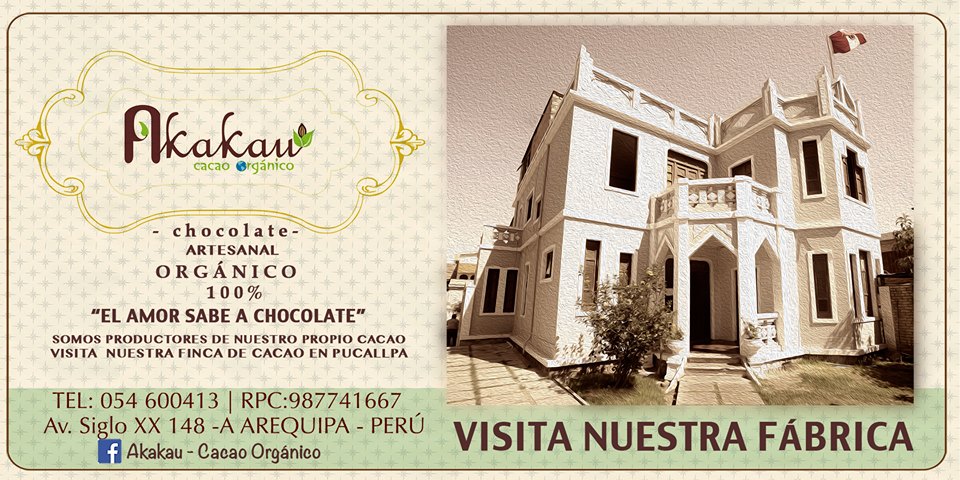 Akakau
cacao orgánico
- chocolate-
ARTESANAL
ORGÁNICO
100%
“EL AMOR SABE A CHOCOLATE”
SOMOS PRODUCTORES DE NUESTRO PROPIO CACAO
VISITA NUESTRA FINCA DE CACAO EN PUCALLPA
TEL: 054 600413 | RPC:987741667
Av. Siglo XX 148 -A AREQUIPA - PERÚ
f Akakau - Cacao Orgánico
VISITA NUESTRA FÁBRICA